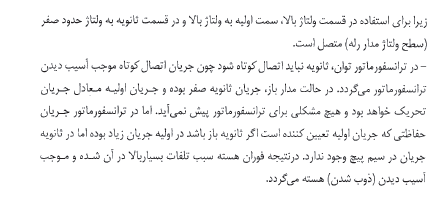 زیرا برای استفاده در قسمت ولتاژ بالا، سمت اولیه به ولتاژ بالا و در قسمت ثانویه به ولتاژ حدود صفر
(سطح ولتاژ مدار رله) متصل است.
– در ترانسفورماتور توان، ثانویه نباید اتصال کوتاه شود چون جریان اتصال کوتاه موجب آسیب دیدن
ترانسفورماتور می‌گردد. در حالت مدار باز، جریان ثانویه صفر بوده و جریان اولیـه معـادل جریـان
تحریک خواهد بود و هیچ مشکلی برای ترانسفورماتور پیش نمی‌آید. اما در ترانسفورماتور جریـان
حفاظتی که جریان اولیه تعیین کننده است اگر ثانویه باز باشد در اولیه جریان زیاد بوده اما در ثانویه
جریان در سیم پیچ وجود ندارد. درنتیجه فوران هسته سبب تلفات بسیاربالا در آن شده و مـوجب
آسیب دیدن (ذوب شدن) هسته می‌گردد.